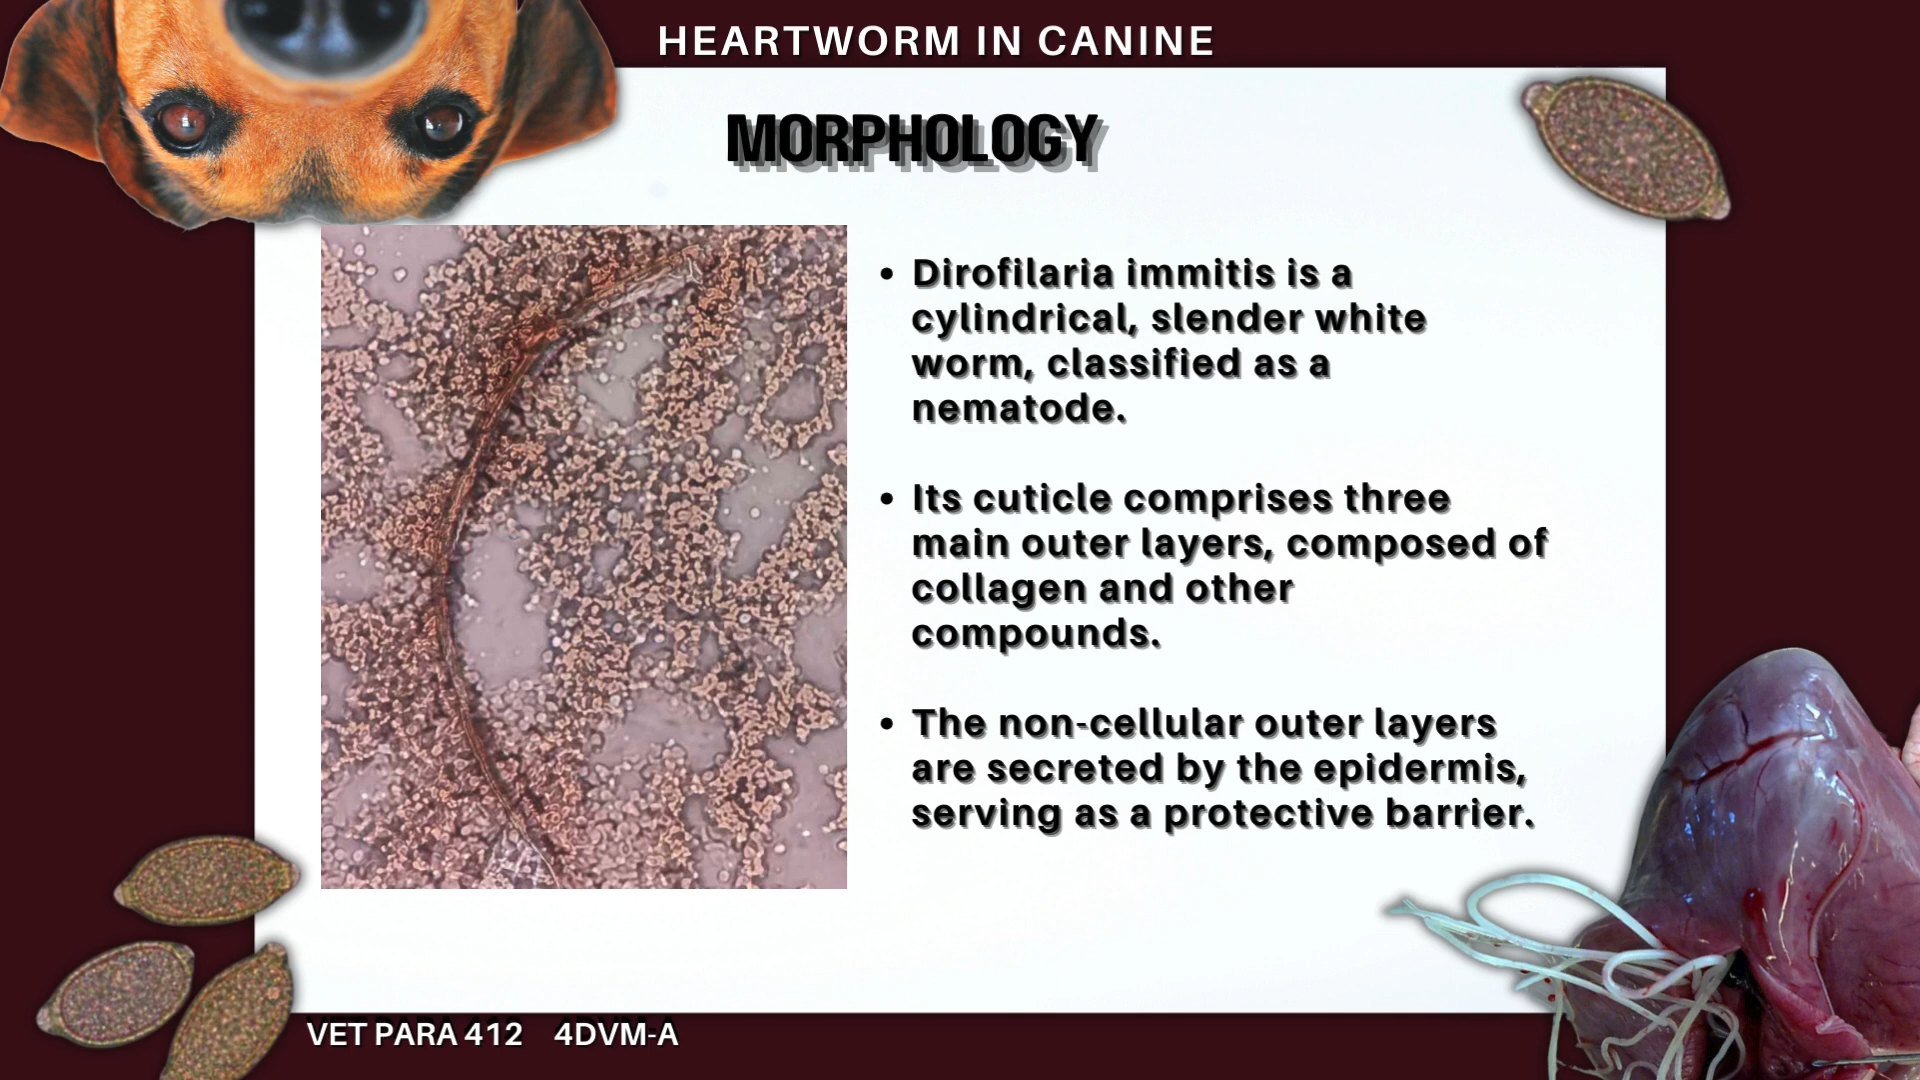 HEARTWORM IN CANINE
MORPHOLOGY
• Dirofilaria immitis is a
cylindrical, slender white
worm, classified as a
nematode.
• Its cuticle comprises three
main outer layers, composed of
collagen and other
compounds.
• The non-cellular outer layers
are secreted by the epidermis,
serving as a protective barrier.
VET PARA 412 4DVM-A